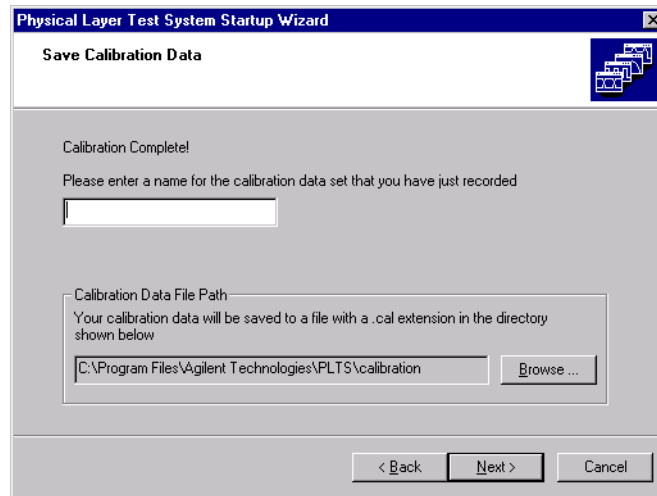 Physical Layer Test System Startup Wizard
Save Calibration Data
Calibration Complete!
Please enter a name for the calibration data set that you have just recorded
Calibration Data File Path
Your calibration data will be saved to a file with a .cal extension in the directory
shown below
C:\Program Files\Agilent Technologies\PLTS\calibration
Browse ...
< Back
Next >
Cancel